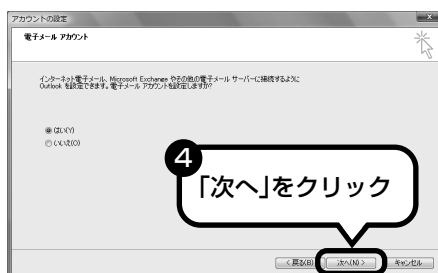 アカウントの設定
電子メール アカウント
インターネット電子メール、Microsoft Exchange やその他の電子メール サーバーに接続するように
Outlook を設定できます。電子メール アカウントを設定しますか?
はい(Y)
いいえ(O)
4
「次へ」をクリック
< 戻る(B)
次へ(N) >
キャンセル